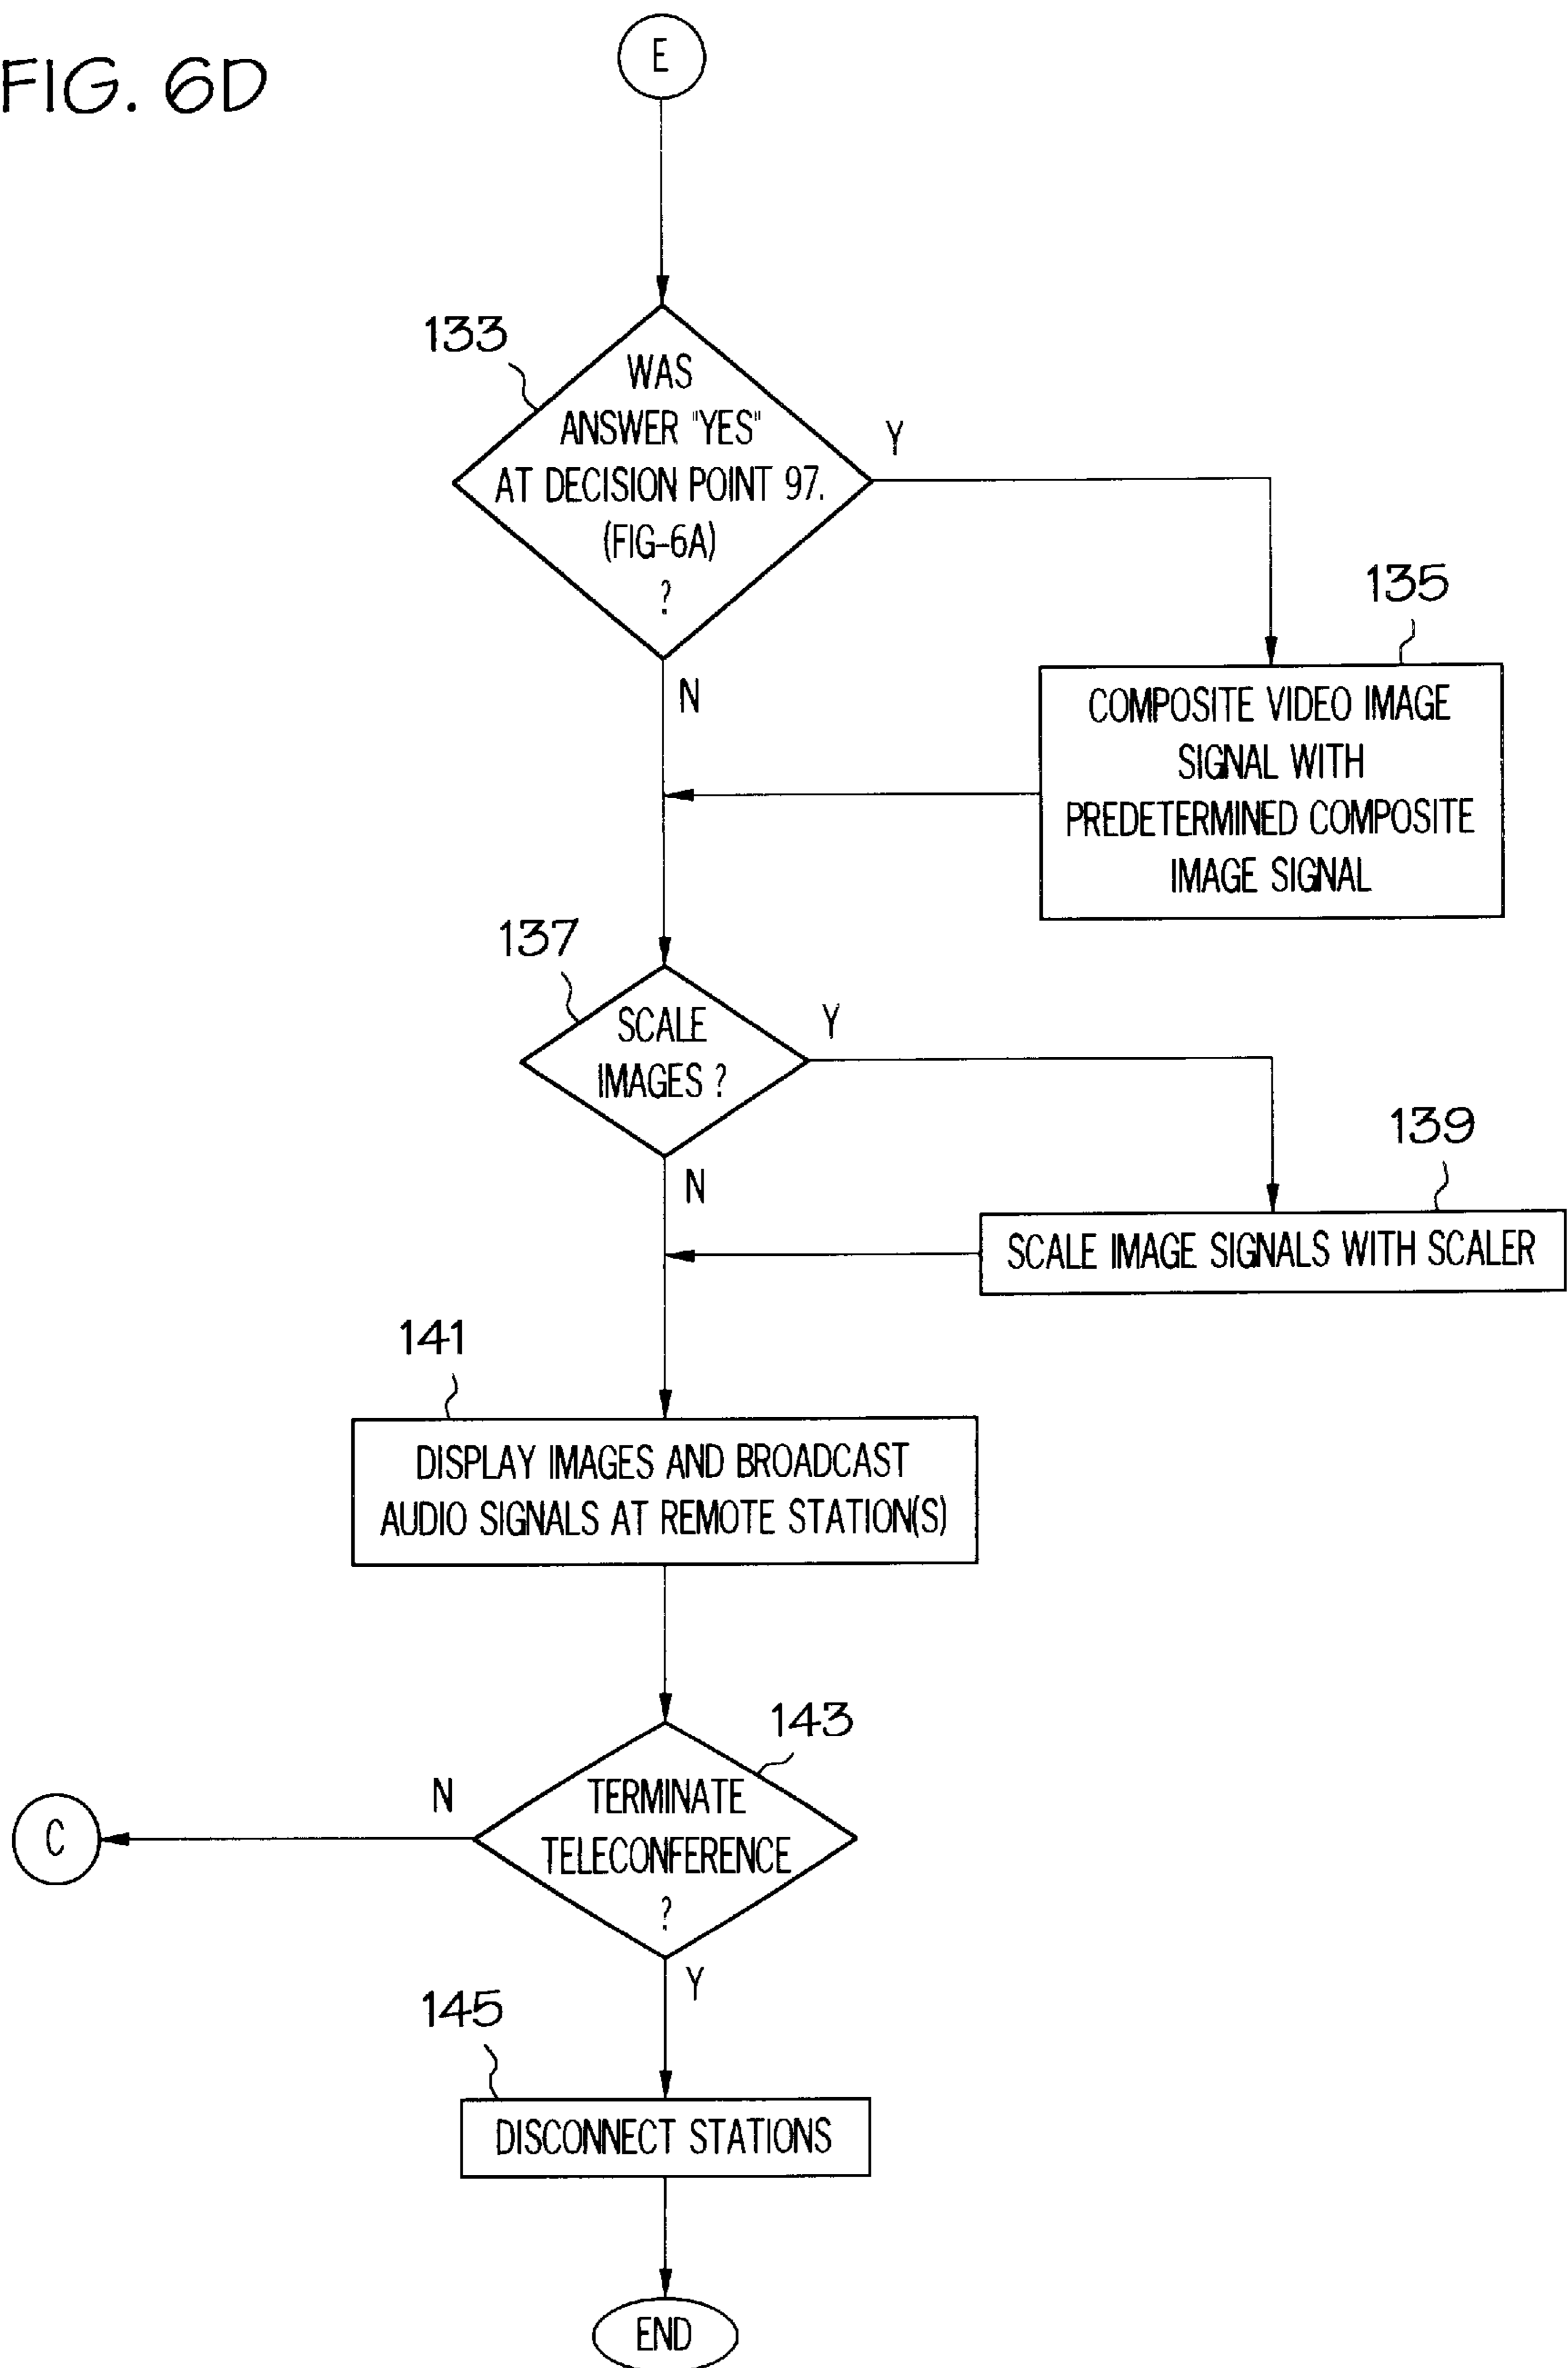 FIG. 6D
E
133
WAS
ANSWER "YES"
AT DECISION POINT 97.
(FIG-6A)
?
Y
N
135
COMPOSITE VIDEO IMAGE
SIGNAL WITH
PREDETERMINED COMPOSITE
IMAGE SIGNAL
137
SCALE
IMAGES ?
Y
N
139
SCALE IMAGE SIGNALS WITH SCALER
141
DISPLAY IMAGES AND BROADCAST
AUDIO SIGNALS AT REMOTE STATION(S)
143
TERMINATE
TELECONFERENCE
?
N
C
Y
145
DISCONNECT STATIONS
END